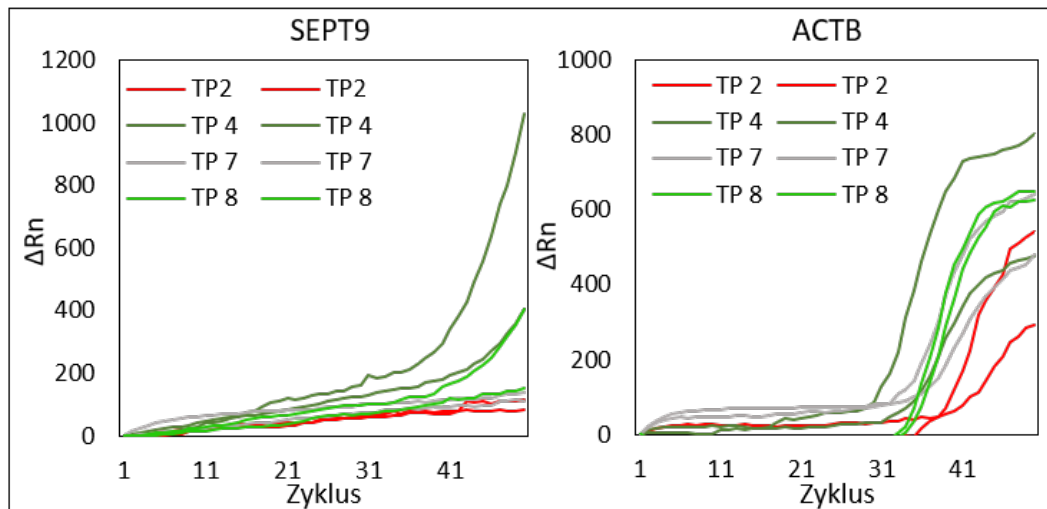 SEPT9
1200
1000
800
600
400
200
0
ΔRn
TP2 TP2
TP 4 TP 4
TP 7 TP 7
TP 8 TP 8
1 11 21 31 41
Zyklus
ACTB
1000
800
600
400
200
0
ΔRn
TP 2 TP 2
TP 4 TP 4
TP 7 TP 7
TP 8 TP 8
1 11 21 31 41
Zyklus